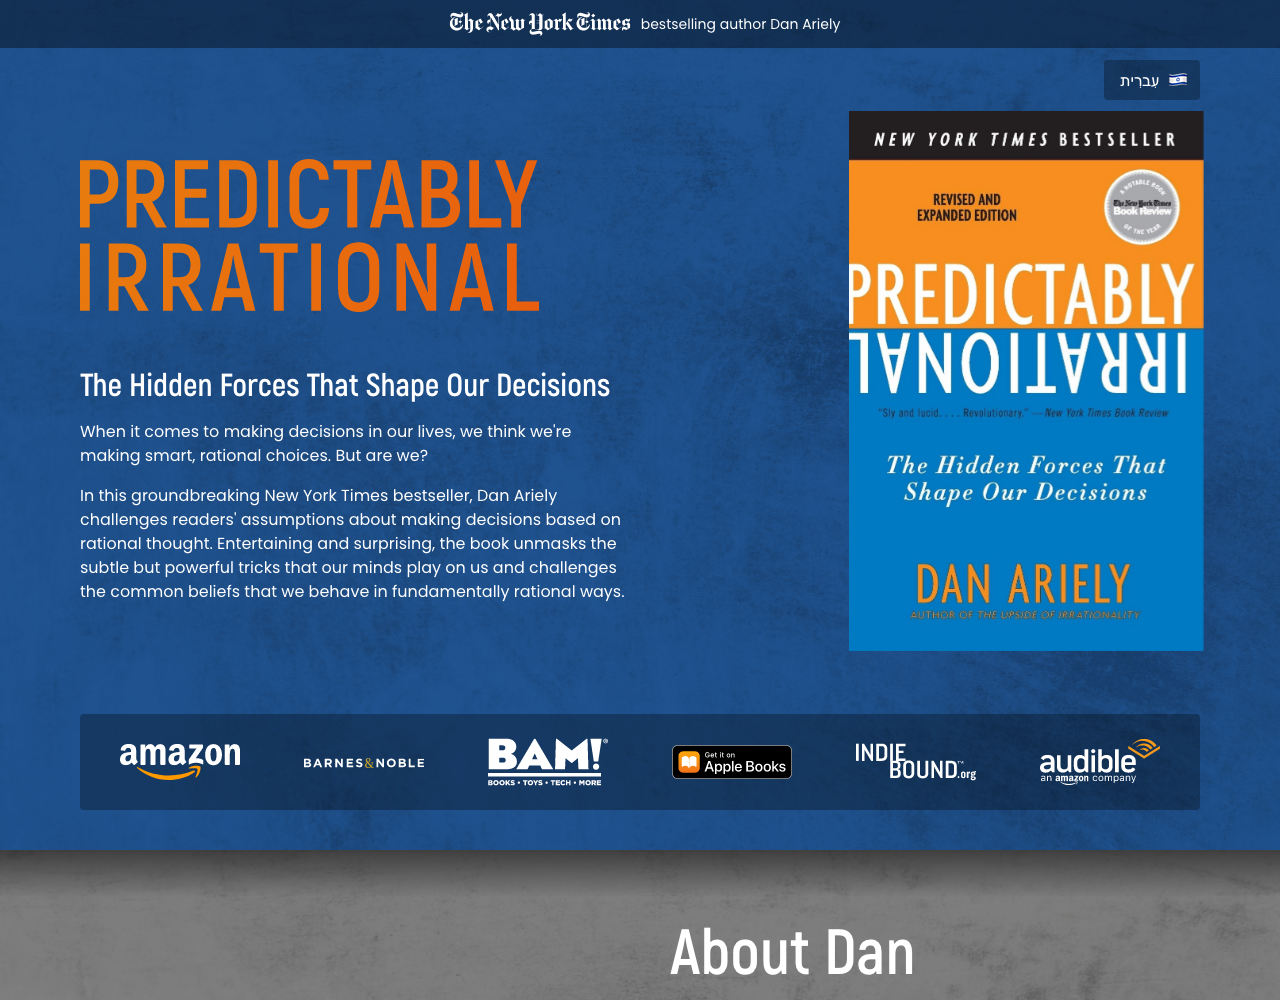 The New York Times bestselling author Dan Ariely
עִברִית
PREDICTABLY
IRRATIONAL
The Hidden Forces That Shape Our Decisions
When it comes to making decisions in our lives, we think we're
making smart, rational choices. But are we?
In this groundbreaking New York Times bestseller, Dan Ariely
challenges readers' assumptions about making decisions based on
rational thought. Entertaining and surprising, the book unmasks the
subtle but powerful tricks that our minds play on us and challenges
the common beliefs that we behave in fundamentally rational ways.
NEW YORK TIMES BESTSELLER
REVISED AND
EXPANDED EDITION
A NOTABLE BOOK
The New York Times
Book Review
OF THE YEAR
PREDICTABLY
IRRATIONAL
"Sly and lucid. . . . Revolutionary." —New York Times Book Review
The Hidden Forces That
Shape Our Decisions
DAN ARIELY
AUTHOR OF THE UPSIDE OF IRRATIONALITY
amazon
BARNES&NOBLE
BAM!®
BOOKS • TOYS • TECH • MORE
Get it on
Apple Books
INDIE
BOUND™.org
audible
an amazon company
About Dan